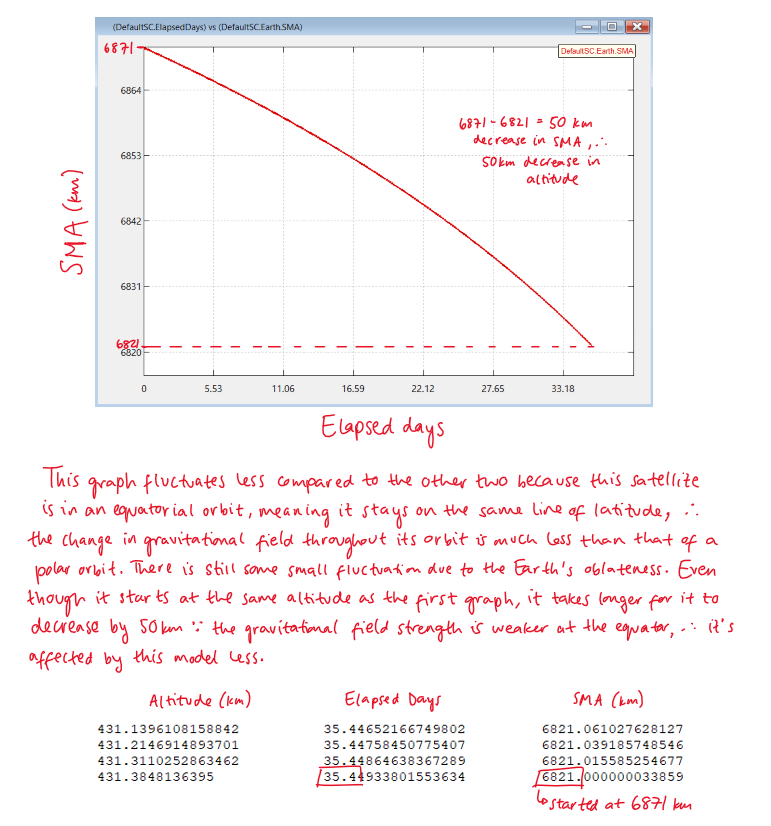 (DefaultSC.ElapsedDays) vs (DefaultSC.Earth.SMA)
DefaultSC.Earth.SMA
6871
6864
6853
6842
6831
6821
6820
SMA (km)
6871 - 6821 = 50 km
decrease in SMA, ∴
50km decrease in
altitude
0 5.53 11.06 16.59 22.12 27.65 33.18
Elapsed days
This graph fluctuates less compared to the other two because this satellite
is in an equatorial orbit, meaning it stays on the same line of latitude, ∴
the change in gravitational field throughout its orbit is much less than that of a
polar orbit. There is still some small fluctuation due to the Earth's oblateness. Even
though it starts at the same altitude as the first graph, it takes longer for it to
decrease by 50km ∵ the gravitational field strength is weaker at the equator, ∴ it's
affected by this model less.
Altitude (km) Elapsed Days SMA (km)
431.1396108158842 35.44652166749802 6821.061027628127
431.2146914893701 35.44758450775407 6821.039185748546
431.3110252863462 35.44864638367289 6821.015585254677
431.3848136395 35.44933801553634 6821.000000033859
↳ started at 6871 km